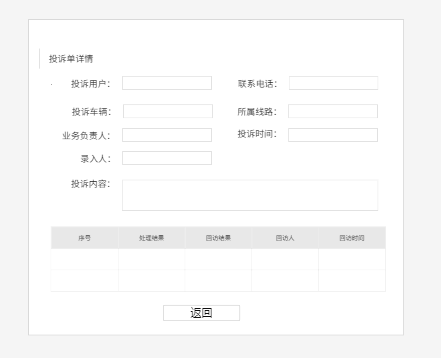 投诉单详情
投诉用户： 联系电话：
投诉车辆： 所属线路：
业务负责人： 投诉时间：
录入人：
投诉内容：
序号 处理结果 回访结果 回访人 回访时间
返回